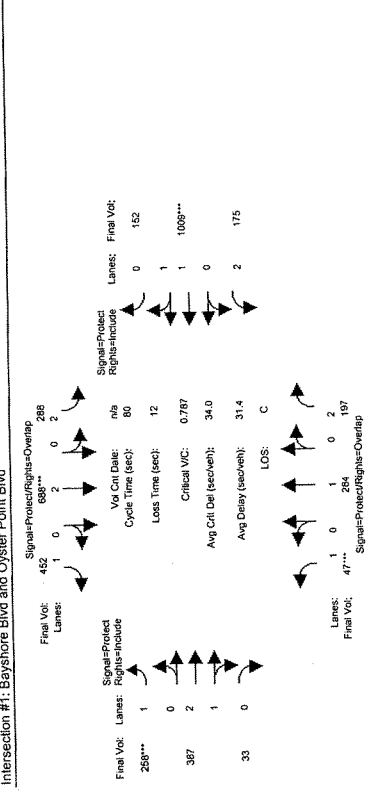 Intersection #1: Bayshore Blvd and Oyster Point Blvd
Signal=Protect/Rights=Overlap
Final Vol: 452 688*** 288
Lanes: 1 0 2 0 2
Signal=Protect
Rights=Include
Final Vol: Lanes:
258*** 1
0
387 2
1
33 0
Vol Cnt Date: n/a
Cycle Time (sec): 80
Loss Time (sec): 12
Critical V/C: 0.787
Avg Crit Del (sec/veh): 34.0
Avg Delay (sec/veh): 31.4
LOS: C
Signal=Protect
Rights=Include
Lanes: Final Vol:
0 152
1
1 1009***
0
2 175
Lanes: 1 0 1 0 2
Final Vol: 47*** 284 197
Signal=Protect/Rights=Overlap